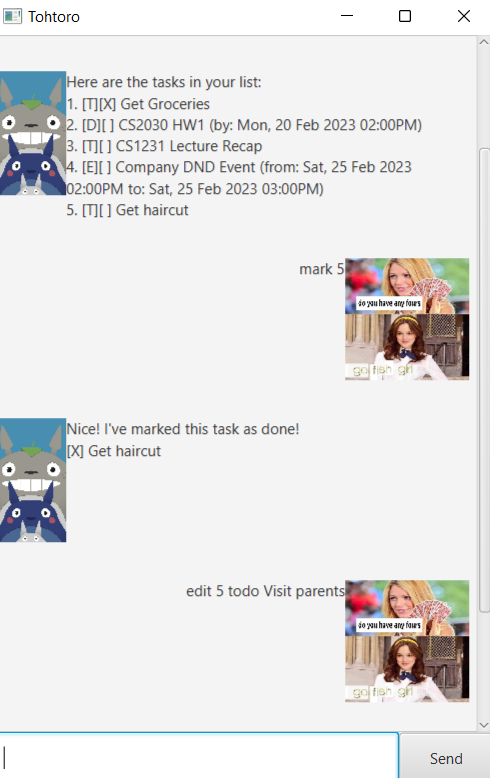 Tohtoro
Here are the tasks in your list:
1. [T][X] Get Groceries
2. [D][ ] CS2030 HW1 (by: Mon, 20 Feb 2023 02:00PM)
3. [T][ ] CS1231 Lecture Recap
4. [E][ ] Company DND Event (from: Sat, 25 Feb 2023
02:00PM to: Sat, 25 Feb 2023 03:00PM)
5. [T][ ] Get haircut
mark 5
do you have any fours
go fish girl
Nice! I've marked this task as done!
[X] Get haircut
edit 5 todo Visit parents
do you have any fours
go fish girl
Send